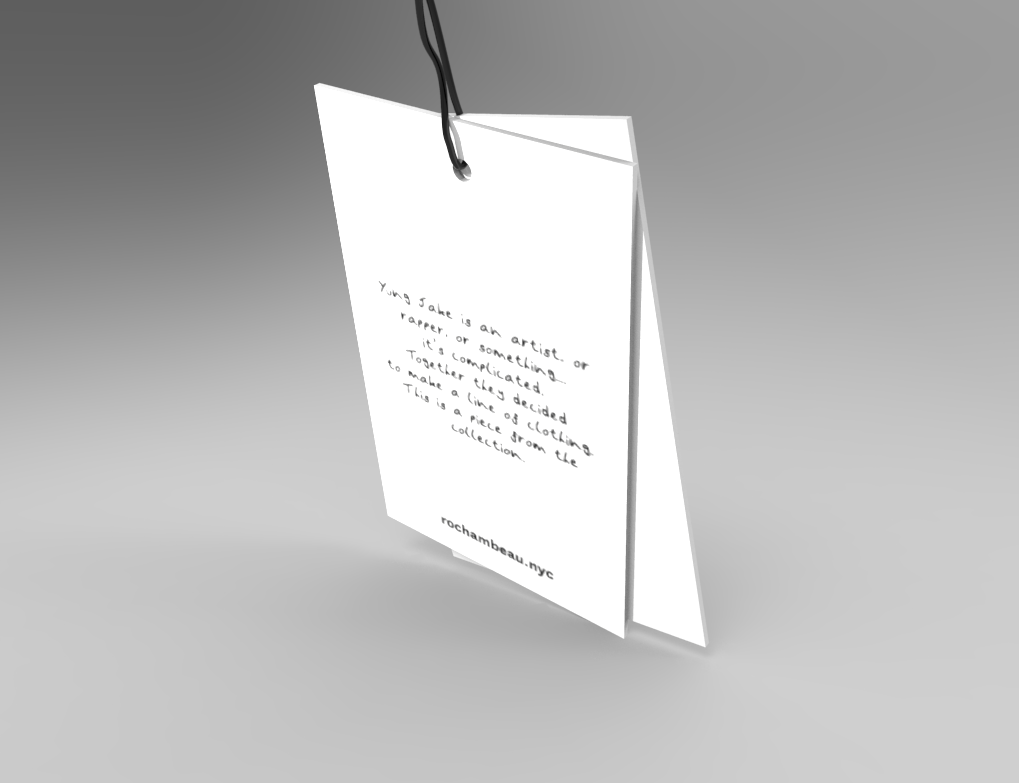 Yung Jake is an artist. or
rapper. or something...
it's complicated.
Together they decided
to make a line of clothing.
This is a piece from the
collection.
rochambeau.nyc